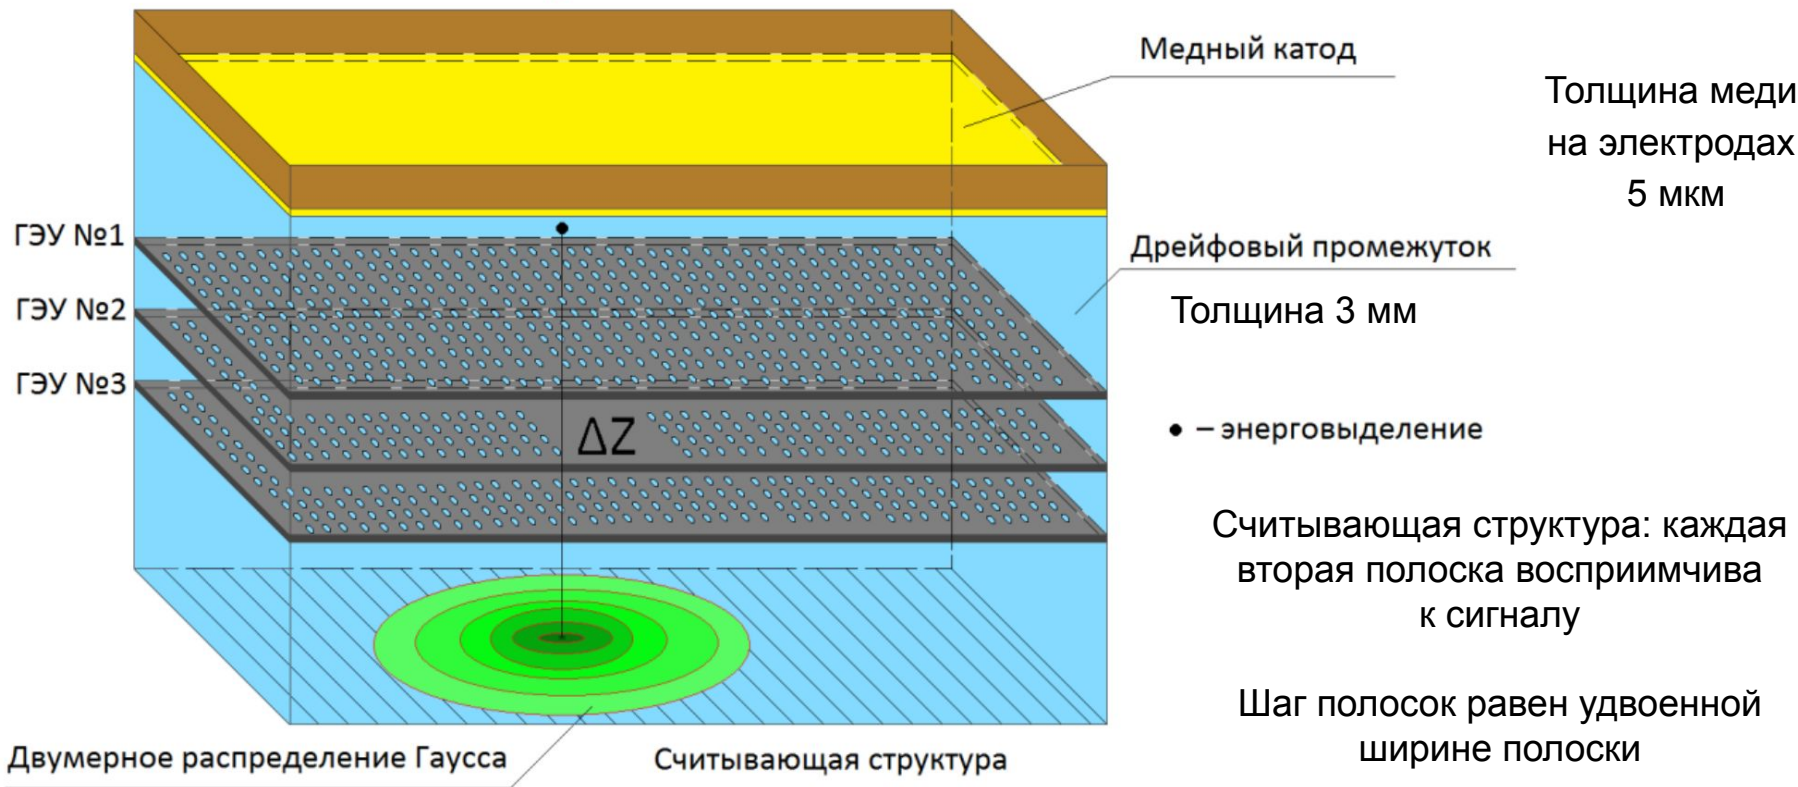 Медный катод
Толщина меди
на электродах
5 мкм
ГЭУ №1
Дрейфовый промежуток
ГЭУ №2
Толщина 3 мм
ГЭУ №3
ΔZ
• – энерговыделение
Считывающая структура: каждая
вторая полоска восприимчива
к сигналу
Шаг полосок равен удвоенной
ширине полоски
Двумерное распределение Гаусса
Считывающая структура